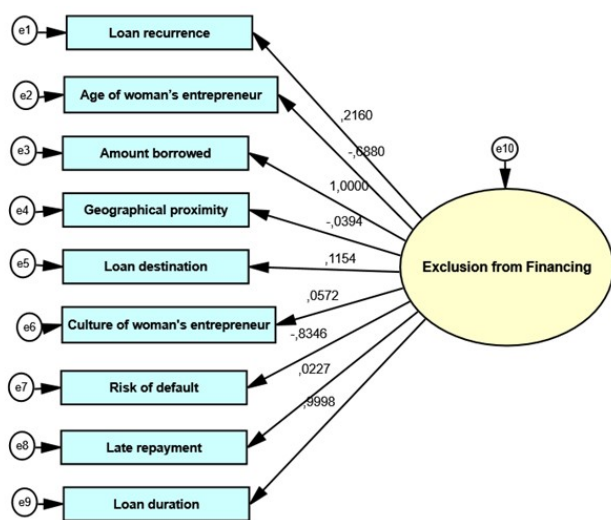 e1
Loan recurrence
,2160
e2
Age of woman's entrepreneur
-,6880
e3
Amount borrowed
1,0000
e10
e4
Geographical proximity
-,0394
e5
Loan destination
,1154
Exclusion from Financing
e6
Culture of woman's entrepreneur
,0572
-,8346
e7
Risk of default
,0227
,9998
e8
Late repayment
e9
Loan duration